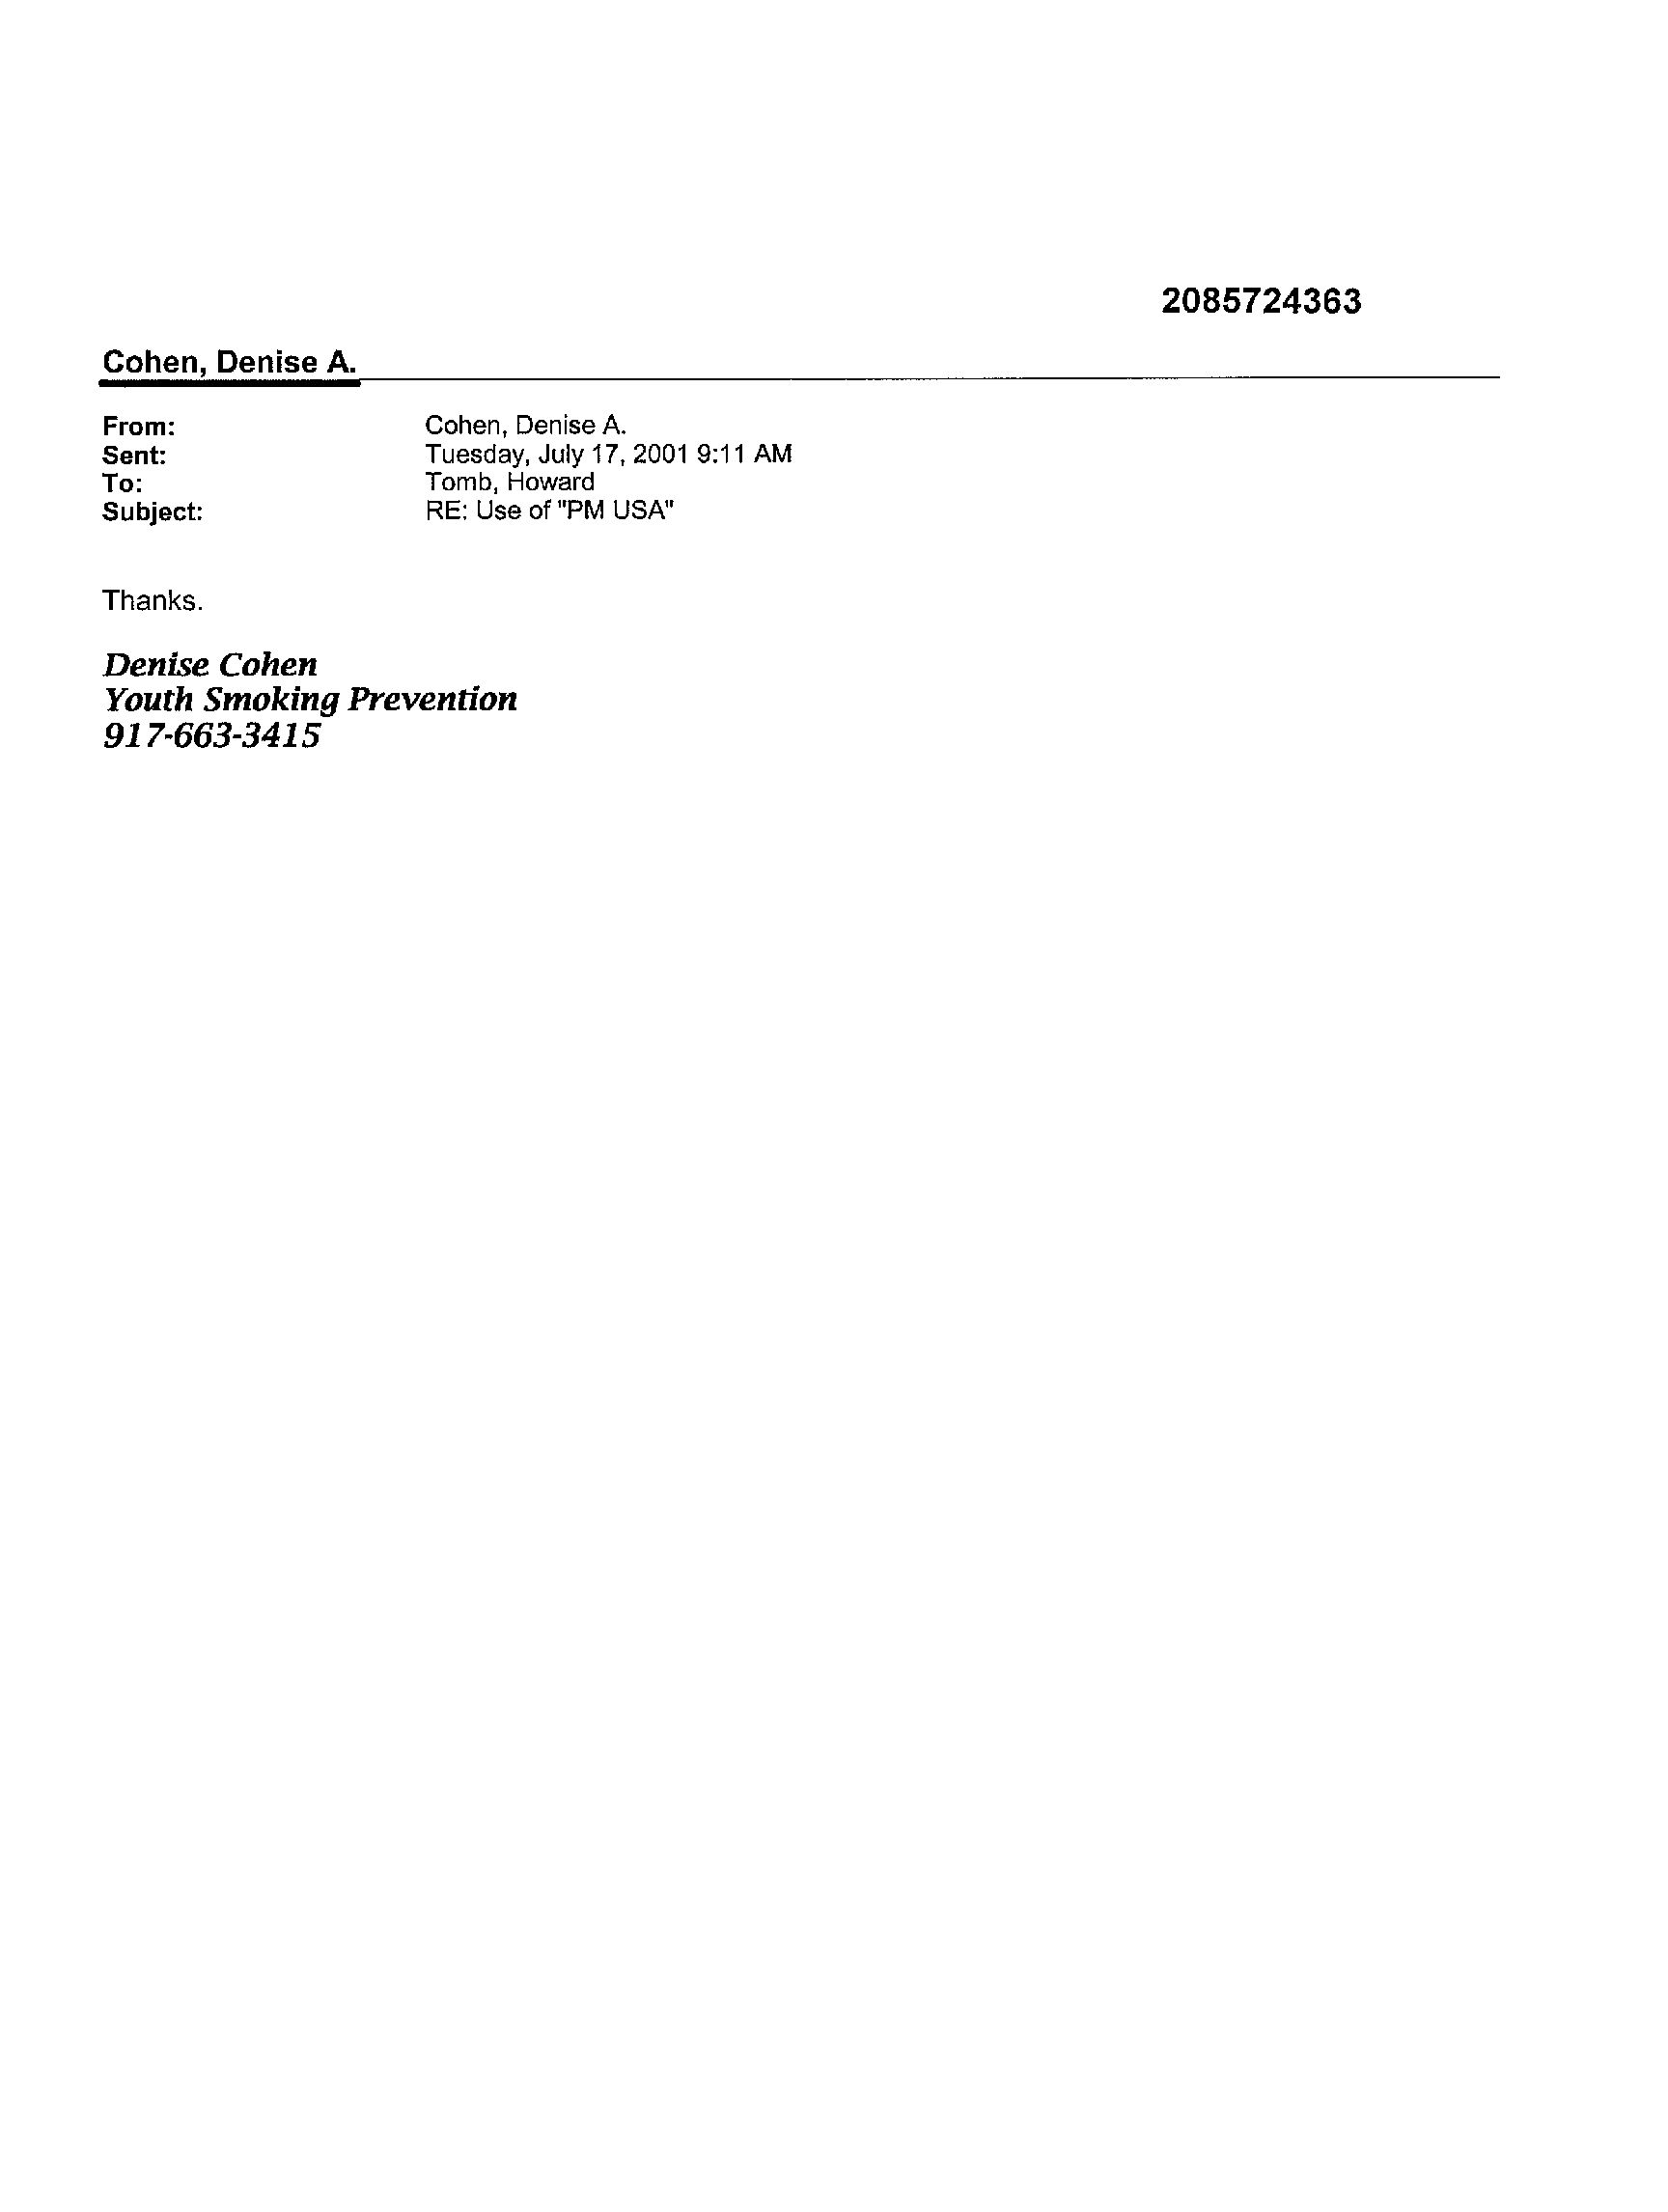 2085724363
Cohen, Denise A.
From: Cohen, Denise A.
Sent: Tuesday, July 17, 2001 9:11 AM
To: Tomb, Howard
Subject: RE: Use of "PM USA"
Thanks.
Denise Cohen
Youth Smoking Prevention
917-663-3415